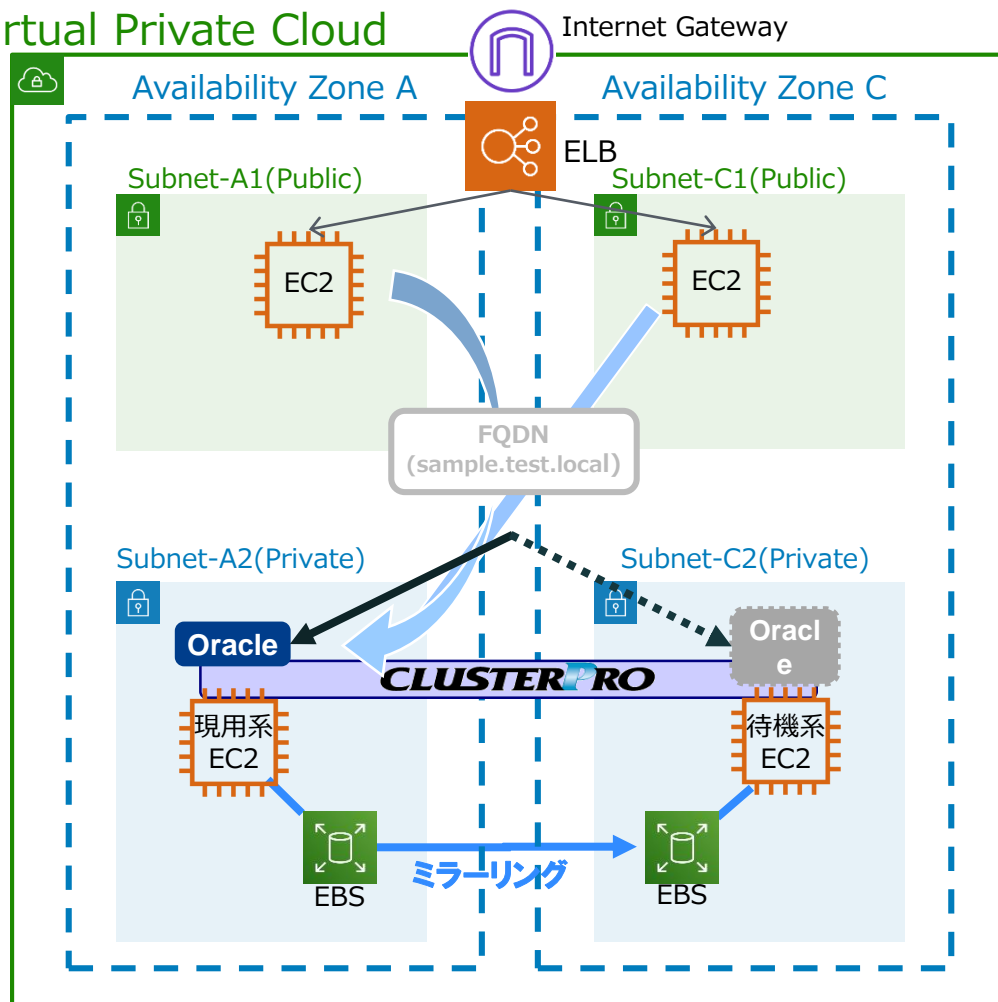 rtual Private Cloud
Internet Gateway
Availability Zone A
Availability Zone C
ELB
Subnet-A1(Public)
Subnet-C1(Public)
EC2
EC2
FQDN
(sample.test.local)
Subnet-A2(Private)
Subnet-C2(Private)
Oracle
Oracl
e
CLUSTERPRO
現用系
EC2
待機系
EC2
ミラーリング
EBS
EBS